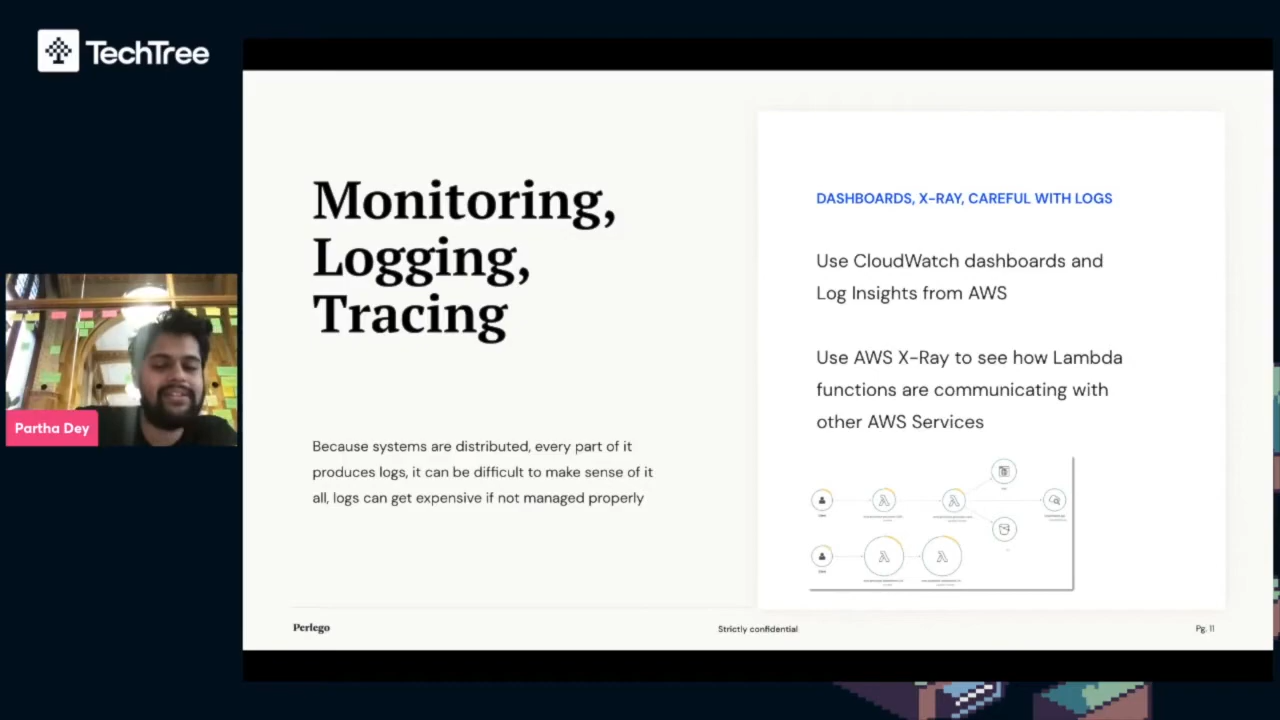 TechTree
Monitoring,
Logging,
Tracing
Because systems are distributed, every part of it
produces logs, it can be difficult to make sense of it
all, logs can get expensive if not managed properly
DASHBOARDS, X-RAY, CAREFUL WITH LOGS
Use CloudWatch dashboards and
Log Insights from AWS
Use AWS X-Ray to see how Lambda
functions are communicating with
other AWS Services
Partha Dey
Perlego
Strictly confidential
Pg. 11